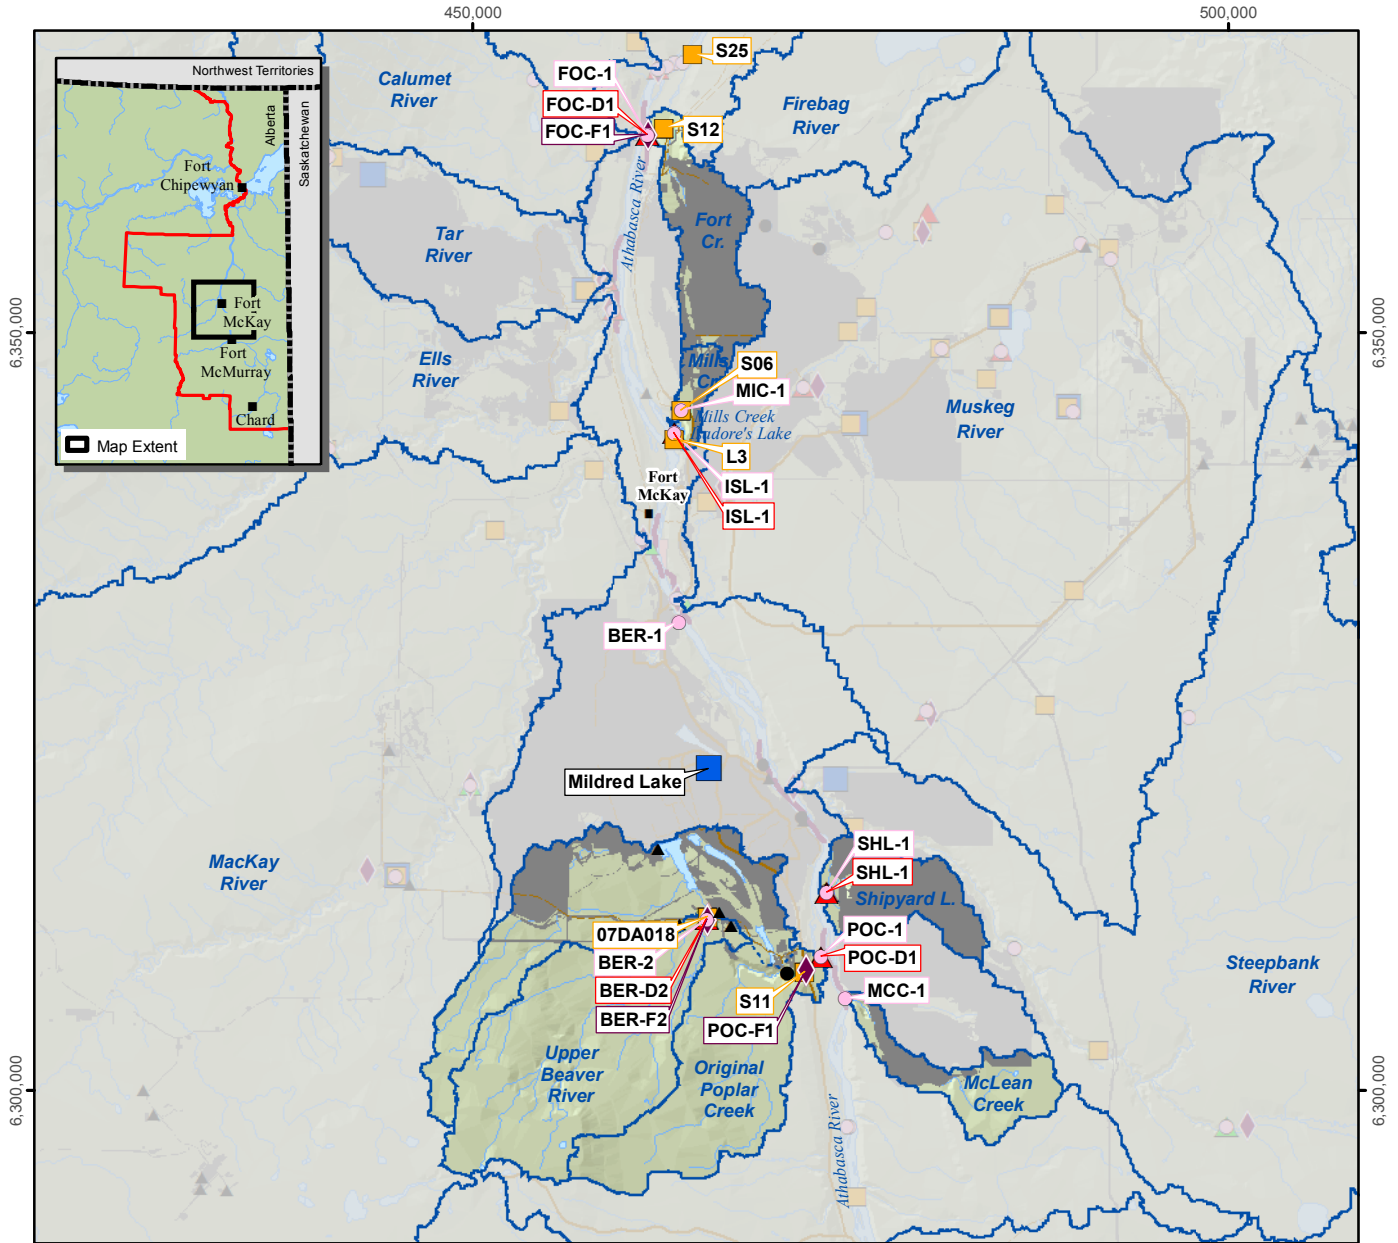 450,000
500,000
Northwest Territories
Alberta
Saskatchewan
Fort
Chipewyan
Fort
McKay
Fort
McMurray
Chard
Map Extent
Calumet
River
FOC-1
FOC-D1
FOC-F1
S25
S12
Firebag
River
Athabasca River
Fort
Cr.
Tar
River
6,350,000
6,350,000
Ells
River
Mills
Cr.
S06
MIC-1
Mills Creek
Isadore's Lake
L3
ISL-1
ISL-1
Muskeg
River
Fort
McKay
BER-1
Mildred Lake
MacKay
River
SHL-1
SHL-1
Shipyard L.
07DA018
BER-2
BER-D2
BER-F2
POC-1
POC-D1
MCC-1
S11
POC-F1
Steepbank
River
Upper
Beaver
River
Original
Poplar
Creek
McLean
Creek
Athabasca River
6,300,000
6,300,000